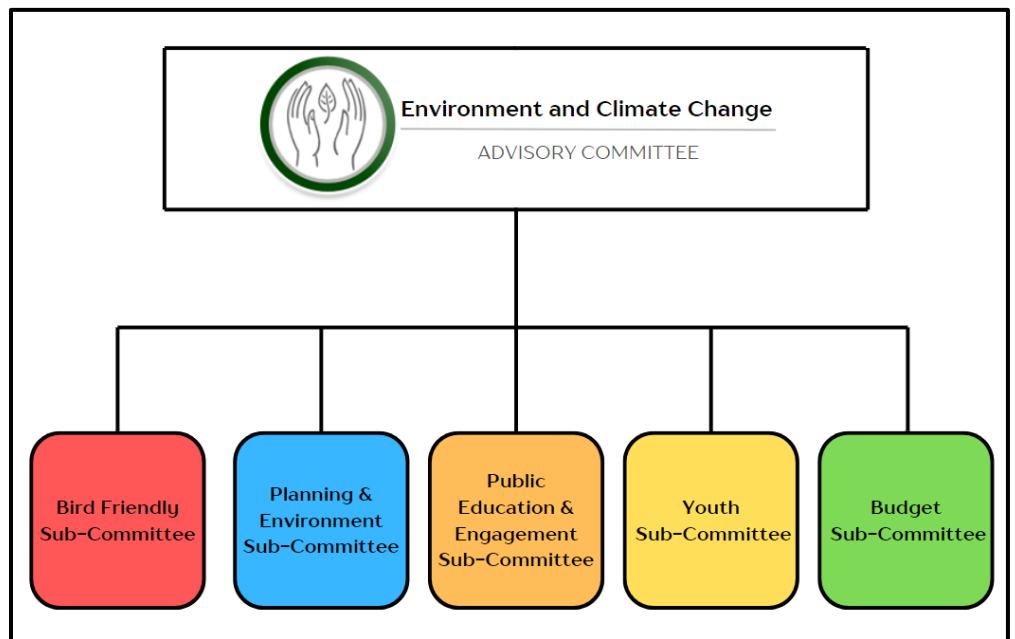 Environment and Climate Change
ADVISORY COMMITTEE
Bird Friendly
Sub-Committee
Planning &
Environment
Sub-Committee
Public
Education &
Engagement
Sub-Committee
Youth
Sub-Committee
Budget
Sub-Committee